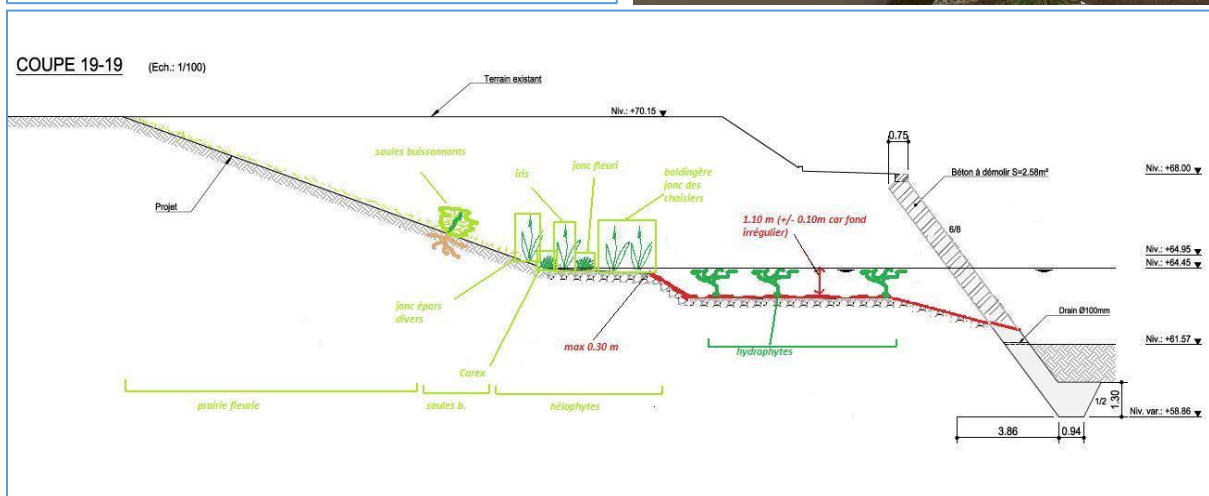 COUPE 19-19 (Ech.: 1/100)
Terrain existant
Niv.: +70.15
0.75
saules buissonnants
iris
jonc fleuri
baldingère
jonc des
chaisiers
Béton à démolir S=2.58m²
Niv.: +68.00
Projet
1.10 m (+/- 0.10m car fond
irrégulier)
6/8
Niv.: +64.95
Niv.: +64.45
jonc épars
divers
Drain Ø100mm
max 0.30 m
hydrophytes
Niv.: +61.57
Carex
prairie fleurie
saules b.
hélophytes
1/2
1.30
Niv. var.: +58.86
3.86
0.94